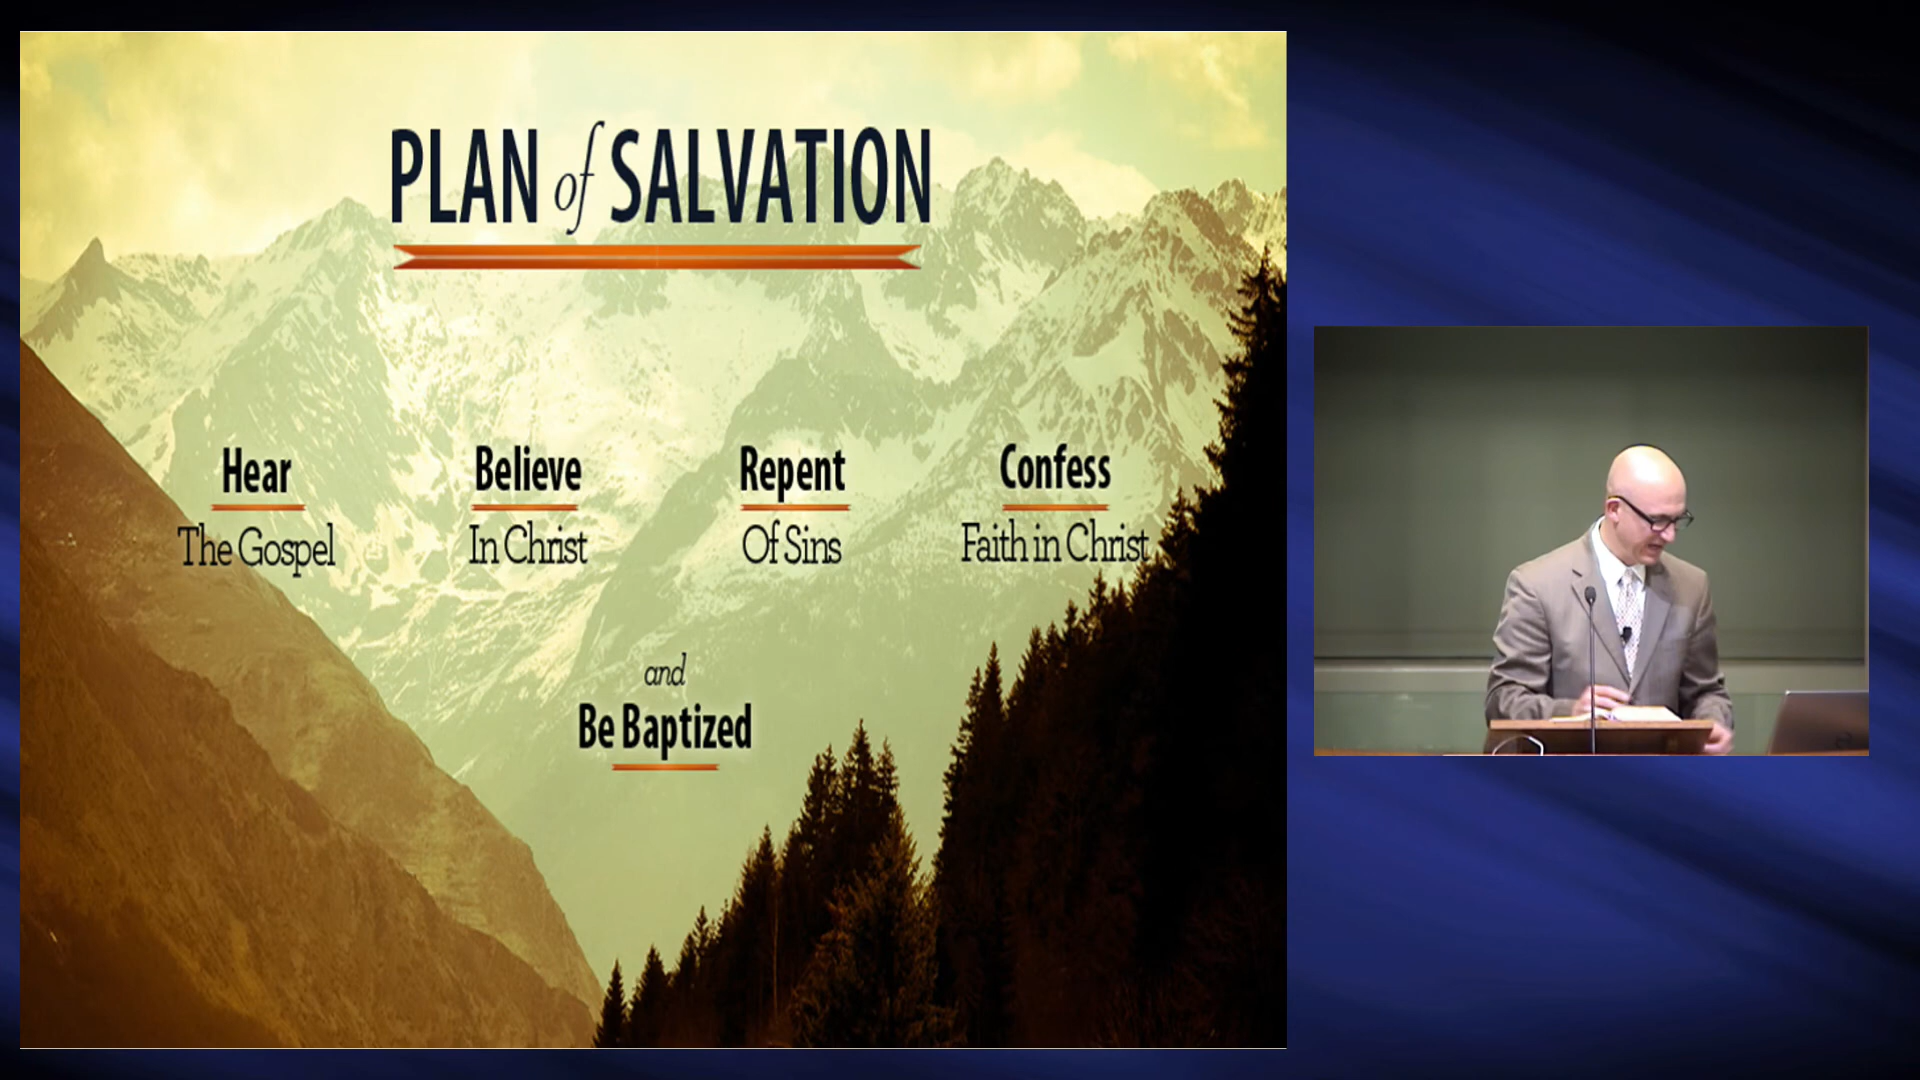 PLAN of SALVATION
Hear
The Gospel
Believe
In Christ
Repent
Of Sins
Confess
Faith in Christ
and
Be Baptized